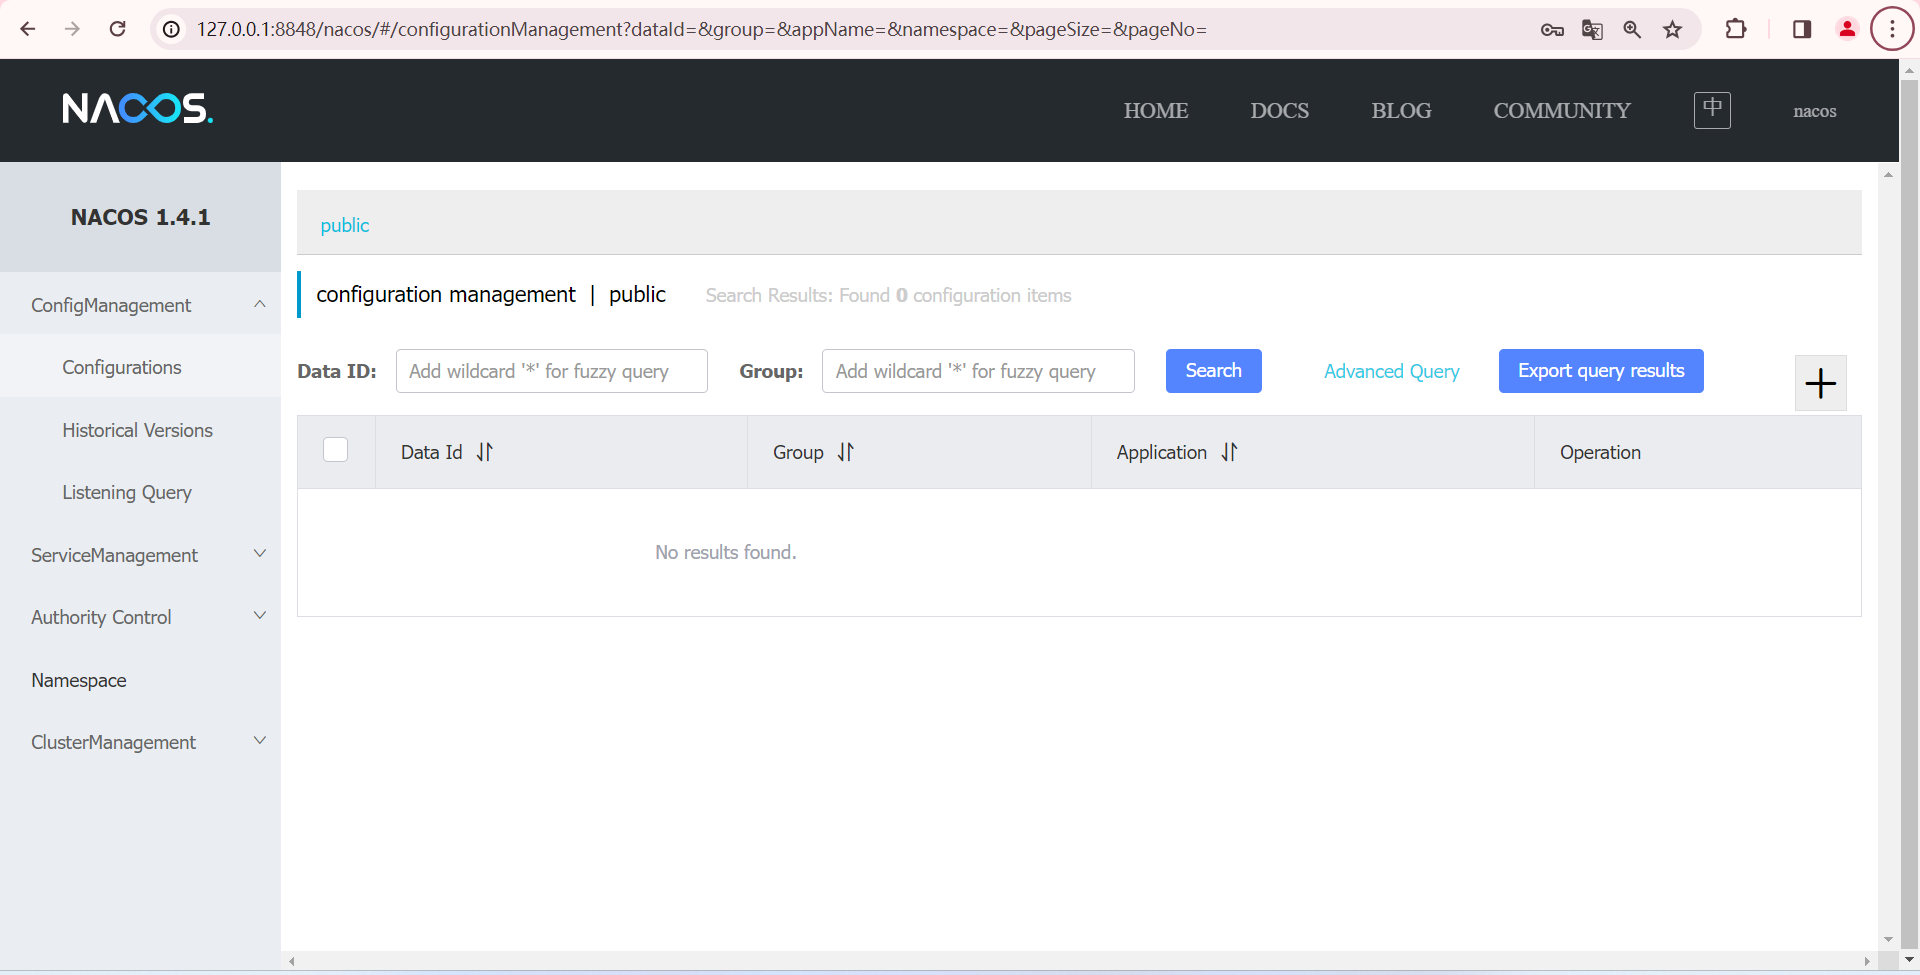 127.0.0.1:8848/nacos/#/configurationManagement?dataId=&group=&appName=&namespace=&pageSize=&pageNo=
NACOS.
HOME DOCS BLOG COMMUNITY 中 nacos
NACOS 1.4.1
public
ConfigManagement
configuration management | public Search Results: Found 0 configuration items
Configurations
Data ID: Add wildcard '*' for fuzzy query Group: Add wildcard '*' for fuzzy query Search Advanced Query Export query results
Historical Versions
Data Id Group Application Operation
Listening Query
No results found.
ServiceManagement
Authority Control
Namespace
ClusterManagement